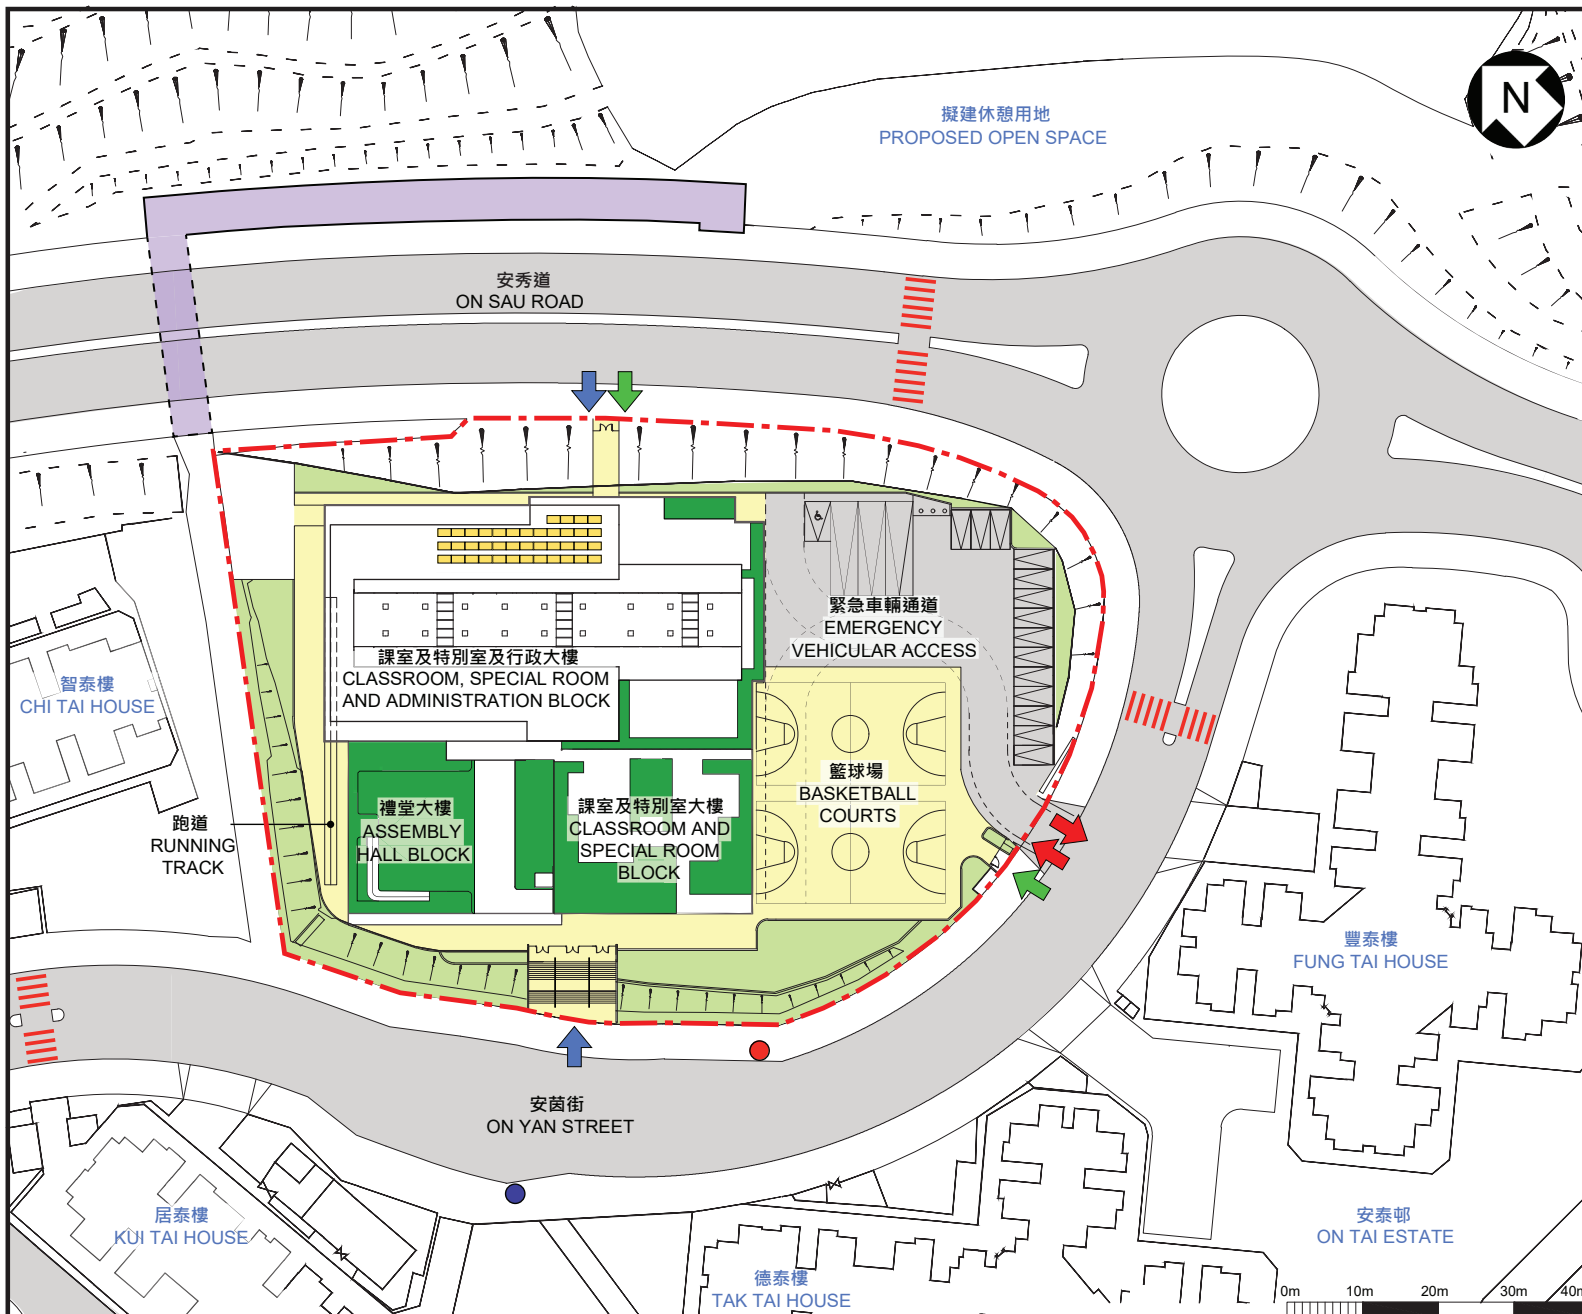 擬建休憩用地
PROPOSED OPEN SPACE
N
安秀道
ON SAU ROAD
緊急車輛通道
EMERGENCY
VEHICULAR ACCESS
課室及特別室及行政大樓
CLASSROOM, SPECIAL ROOM
AND ADMINISTRATION BLOCK
智泰樓
CHI TAI HOUSE
籃球場
BASKETBALL
COURTS
禮堂大樓
ASSEMBLY
HALL BLOCK
課室及特別室大樓
CLASSROOM AND
SPECIAL ROOM
BLOCK
跑道
RUNNING
TRACK
豐泰樓
FUNG TAI HOUSE
安茵街
ON YAN STREET
居泰樓
KUI TAI HOUSE
安泰邨
ON TAI ESTATE
德泰樓
TAK TAI HOUSE
0m 10m 20m 30m 40m